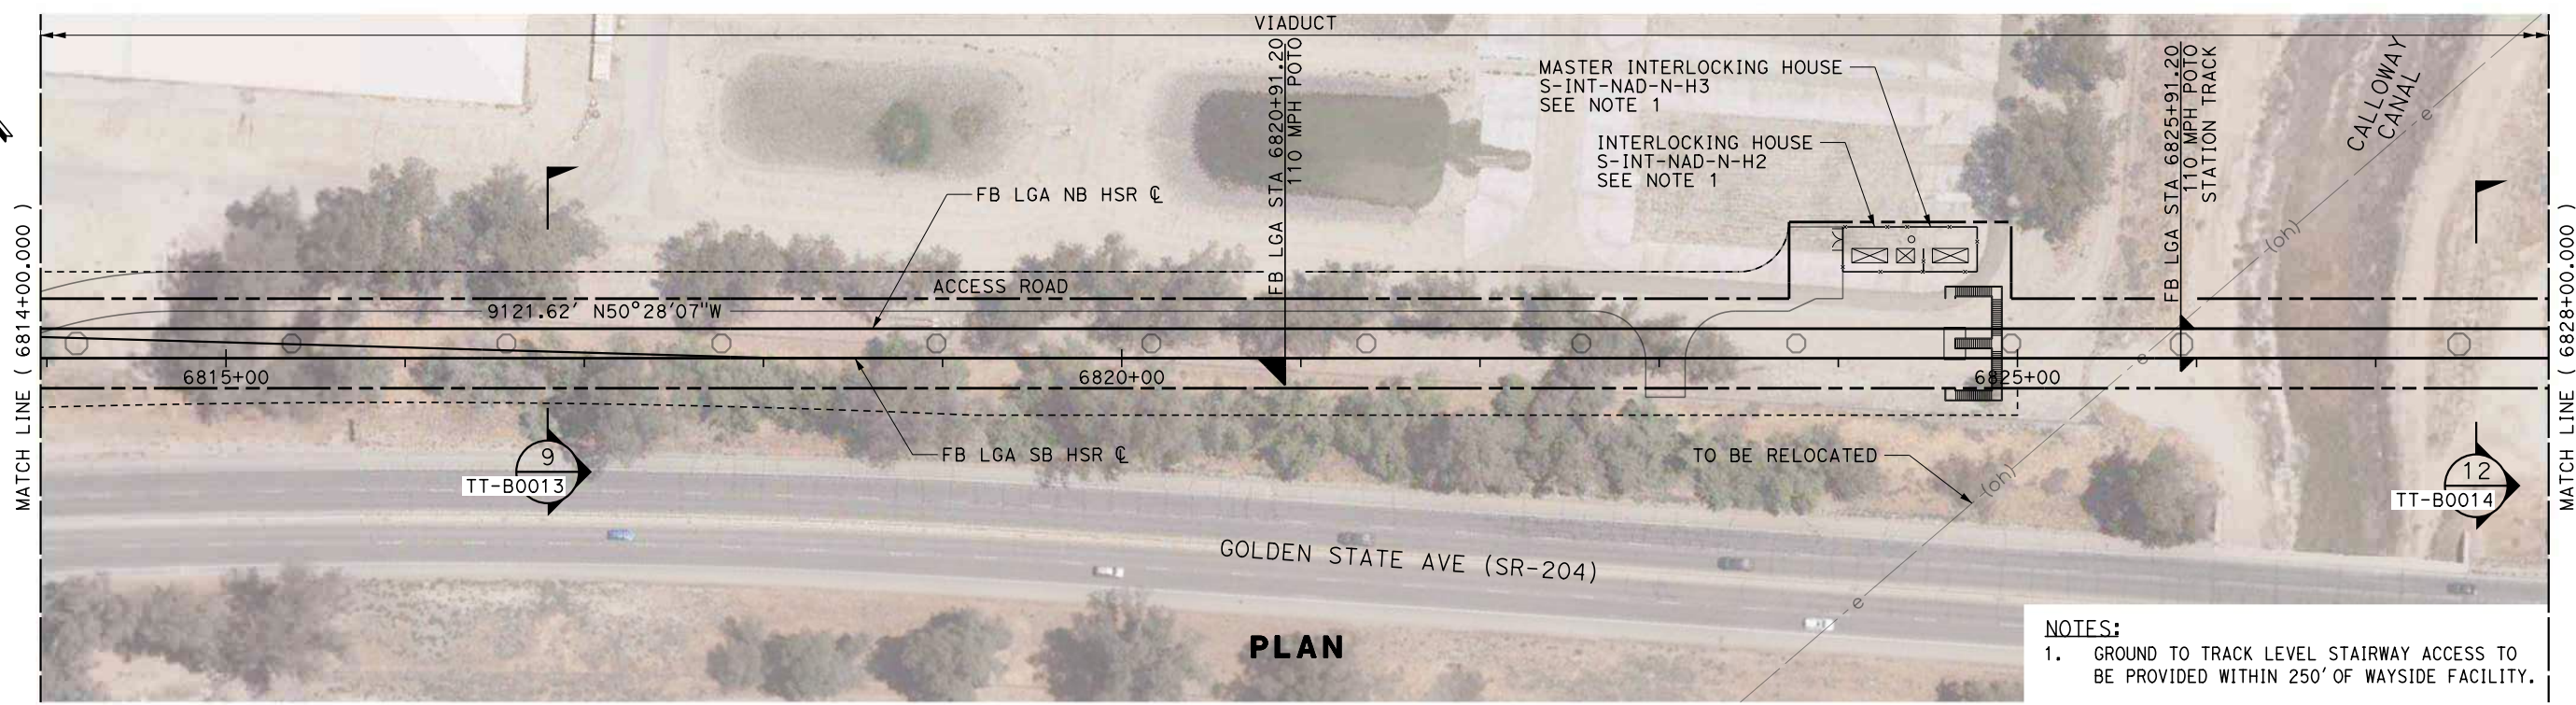 VIADUCT
MATCH LINE ( 6814+00.000 )
FB LGA STA 6820+91.20
110 MPH POTO
MASTER INTERLOCKING HOUSE
S-INT-NAD-N-H3
SEE NOTE 1
INTERLOCKING HOUSE
S-INT-NAD-N-H2
SEE NOTE 1
FB LGA STA 6825+91.20
110 MPH POTO
STATION TRACK
CALLOWAY
CANAL
e
(oh)
FB LGA NB HSR ℄
ACCESS ROAD
9121.62' N50°28'07"W
e
6815+00
6820+00
6825+00
FB LGA SB HSR ℄
TO BE RELOCATED
(oh)
9
TT-B0013
12
TT-B0014
GOLDEN STATE AVE (SR-204)
e
PLAN
NOTES:
1. GROUND TO TRACK LEVEL STAIRWAY ACCESS TO
BE PROVIDED WITHIN 250' OF WAYSIDE FACILITY.
MATCH LINE ( 6828+00.000 )